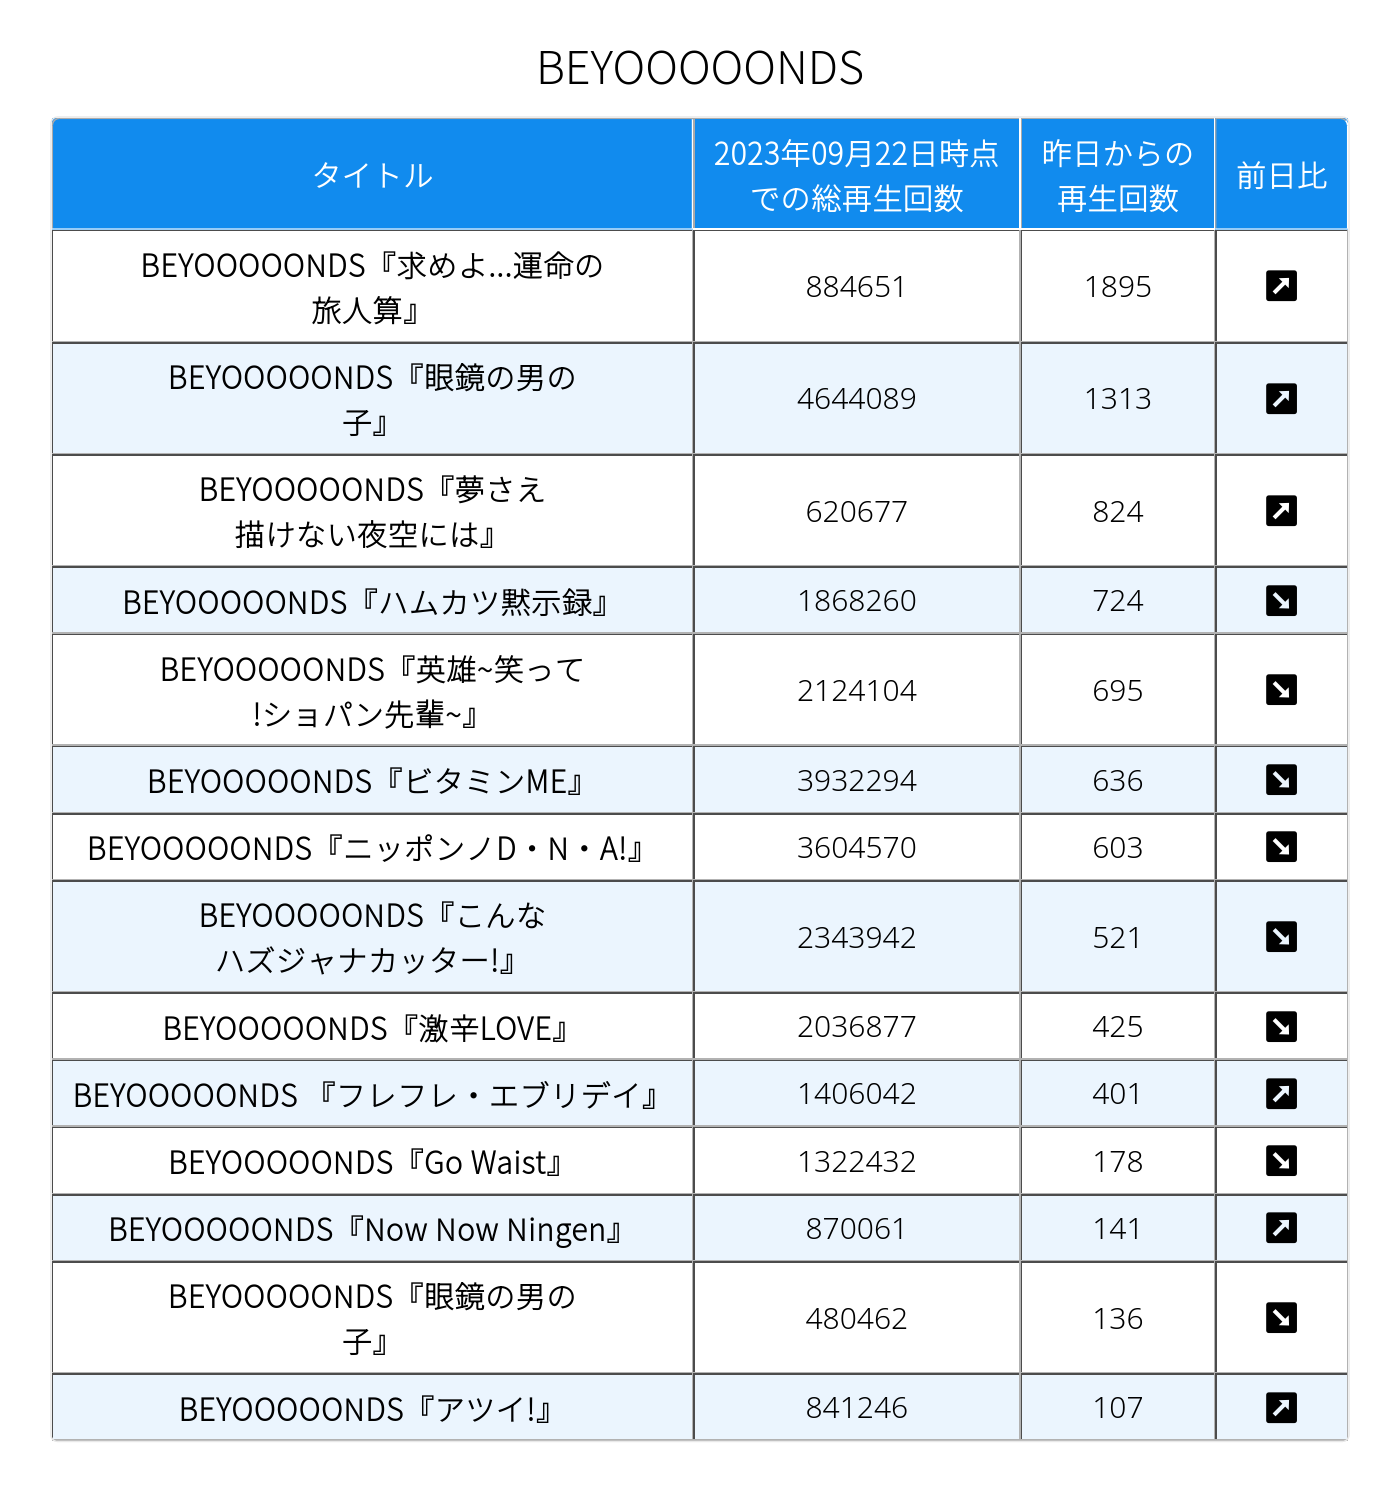 BEYOOOOONDS
タイトル
2023年09月22日時点
での総再生回数
昨日からの
再生回数
前日比
BEYOOOOONDS『求めよ...運命の
旅人算』
884651
1895
BEYOOOOONDS『眼鏡の男の
子』
4644089
1313
BEYOOOOONDS『夢さえ
描けない夜空には』
620677
824
BEYOOOOONDS『ハムカツ黙示録』
1868260
724
BEYOOOOONDS『英雄~笑って
!ショパン先輩~』
2124104
695
BEYOOOOONDS『ビタミンME』
3932294
636
BEYOOOOONDS『ニッポンノD・N・A!』
3604570
603
BEYOOOOONDS『こんな
ハズジャナカッター!』
2343942
521
BEYOOOOONDS『激辛LOVE』
2036877
425
BEYOOOOONDS 『フレフレ・エブリデイ』
1406042
401
BEYOOOOONDS『Go Waist』
1322432
178
BEYOOOOONDS『Now Now Ningen』
870061
141
BEYOOOOONDS『眼鏡の男の
子』
480462
136
BEYOOOOONDS『アツイ!』
841246
107